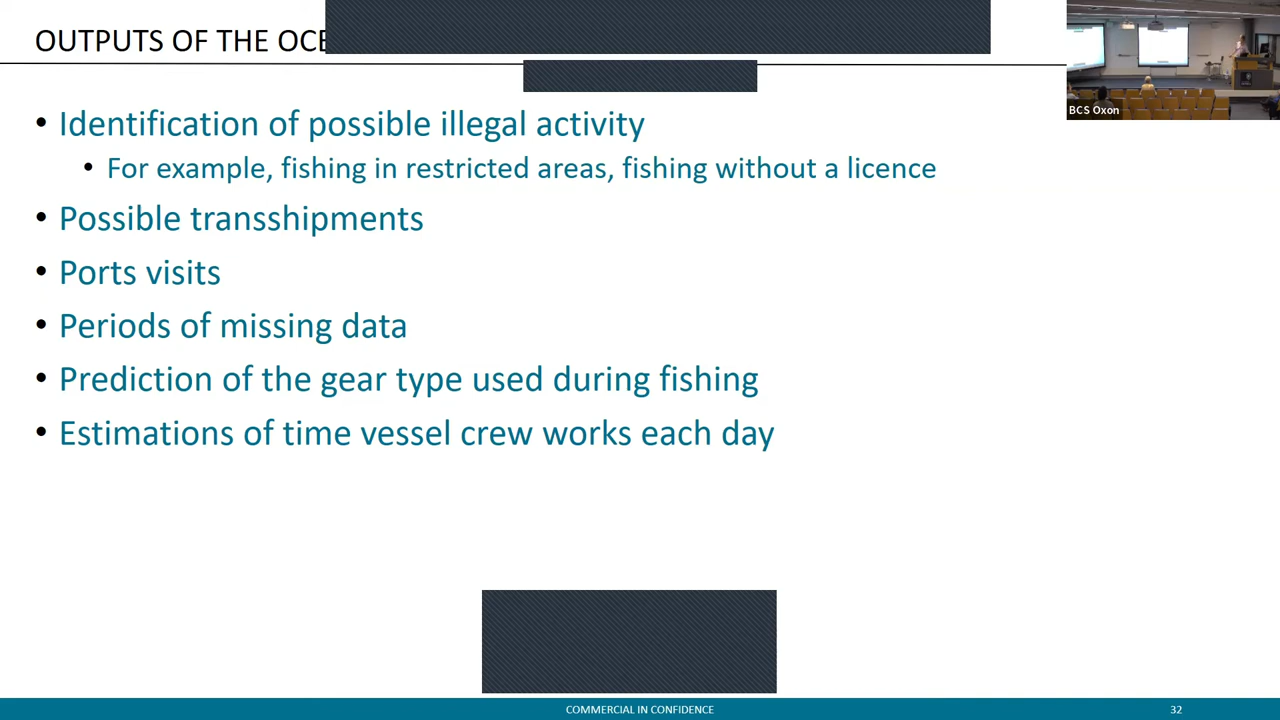 OUTPUTS OF THE OCE
BCS Oxon
• Identification of possible illegal activity
• For example, fishing in restricted areas, fishing without a licence
• Possible transshipments
• Ports visits
• Periods of missing data
• Prediction of the gear type used during fishing
• Estimations of time vessel crew works each day
COMMERCIAL IN CONFIDENCE
32